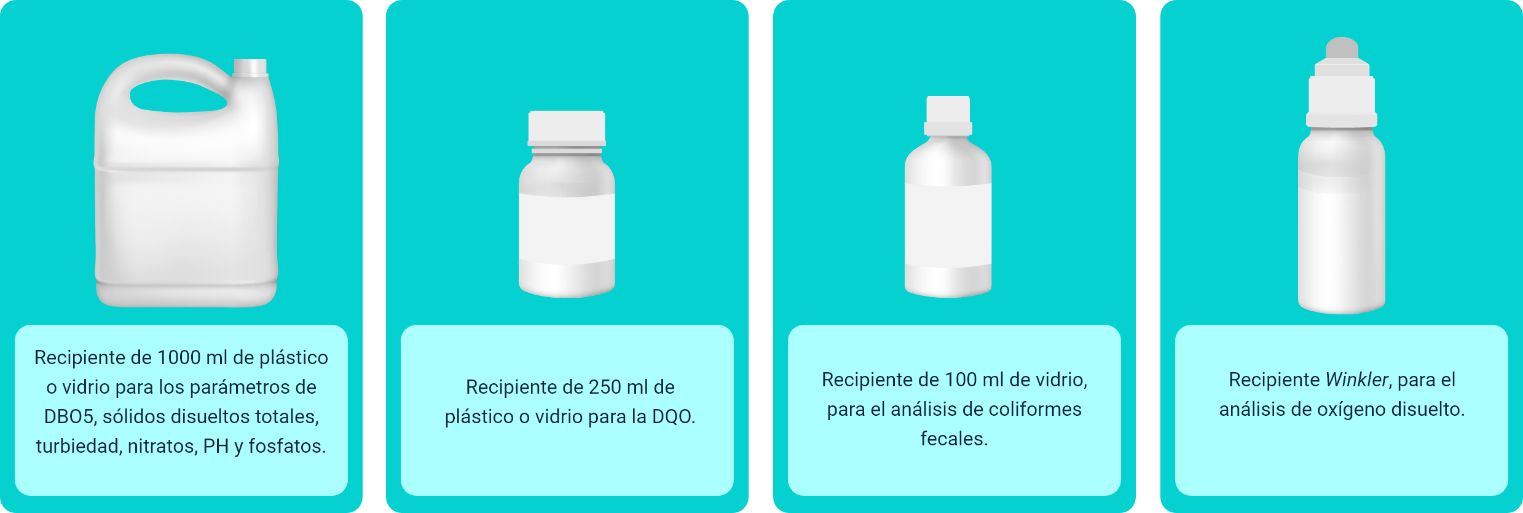 Recipiente de 1000 ml de plástico
o vidrio para los parámetros de
DBO5, sólidos disueltos totales,
turbiedad, nitratos, PH y fosfatos.
Recipiente de 250 ml de
plástico o vidrio para la DQO.
Recipiente de 100 ml de vidrio,
para el análisis de coliformes
fecales.
Recipiente Winkler, para el
análisis de oxígeno disuelto.